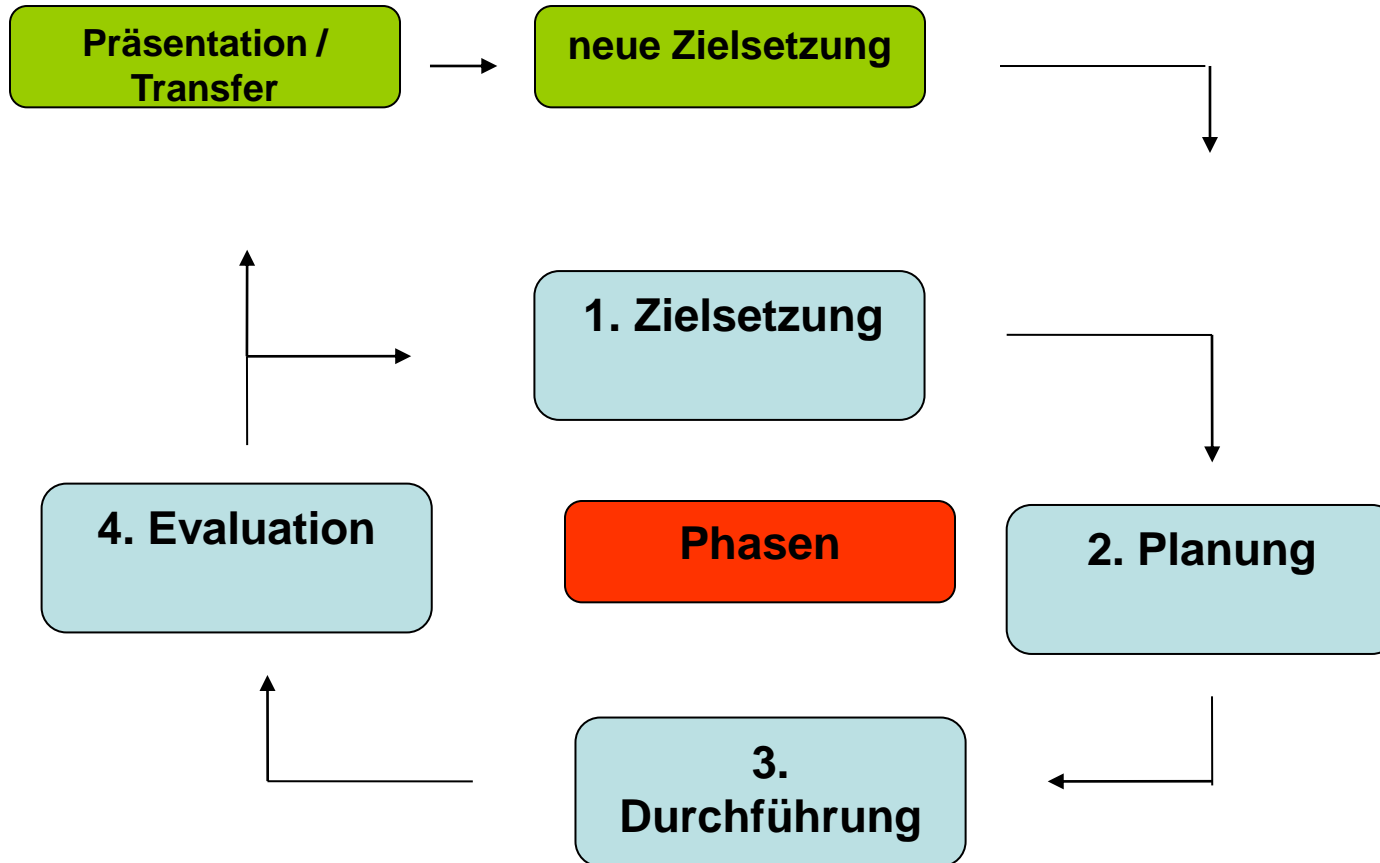 Präsentation /
Transfer
neue Zielsetzung
1. Zielsetzung
4. Evaluation
Phasen
2. Planung
3.
Durchführung